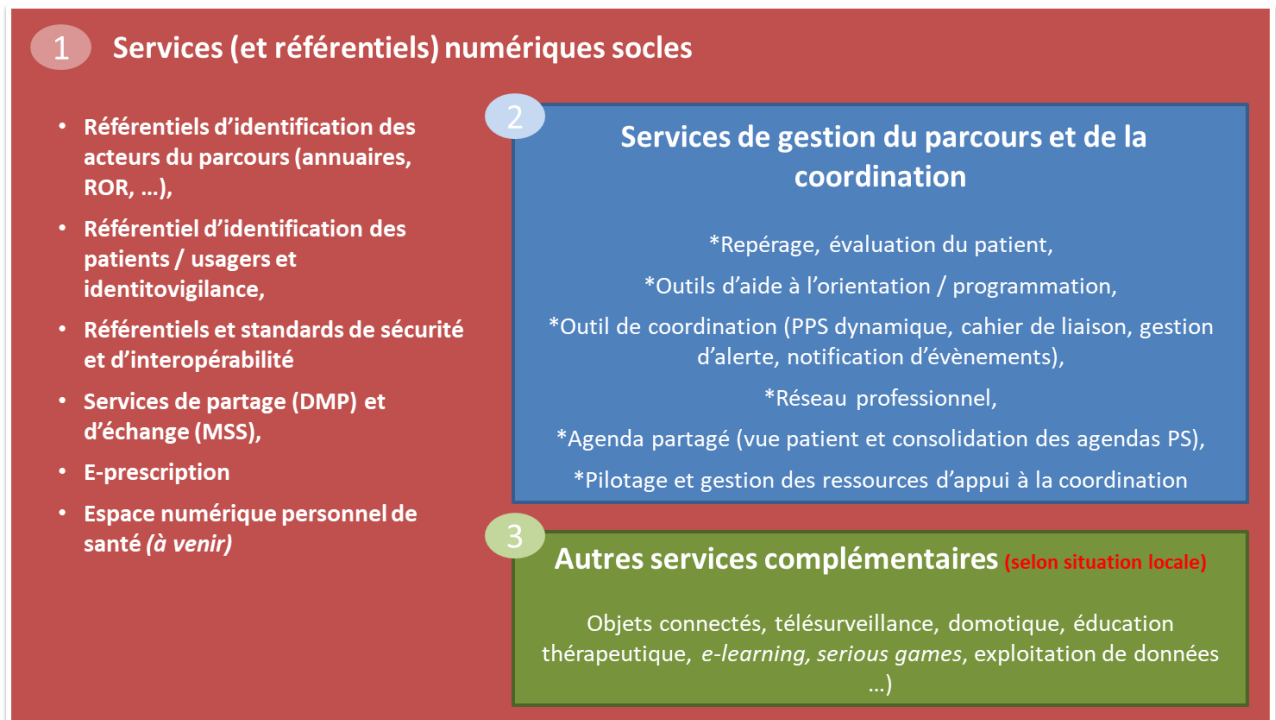 1
Services (et référentiels) numériques socles
• Référentiels d’identification des
acteurs du parcours (annuaires,
ROR, …),
• Référentiel d’identification des
patients / usagers et
identitovigilance,
• Référentiels et standards de sécurité
et d’interopérabilité
• Services de partage (DMP) et
d’échange (MSS),
• E-prescription
• Espace numérique personnel de
santé (à venir)
2
Services de gestion du parcours et de la
coordination
*Repérage, évaluation du patient,
*Outils d’aide à l’orientation / programmation,
*Outil de coordination (PPS dynamique, cahier de liaison, gestion
d’alerte, notification d’évènements),
*Réseau professionnel,
*Agenda partagé (vue patient et consolidation des agendas PS),
*Pilotage et gestion des ressources d’appui à la coordination
3
Autres services complémentaires (selon situation locale)
Objets connectés, télésurveillance, domotique, éducation
thérapeutique, e-learning, serious games, exploitation de données
…)